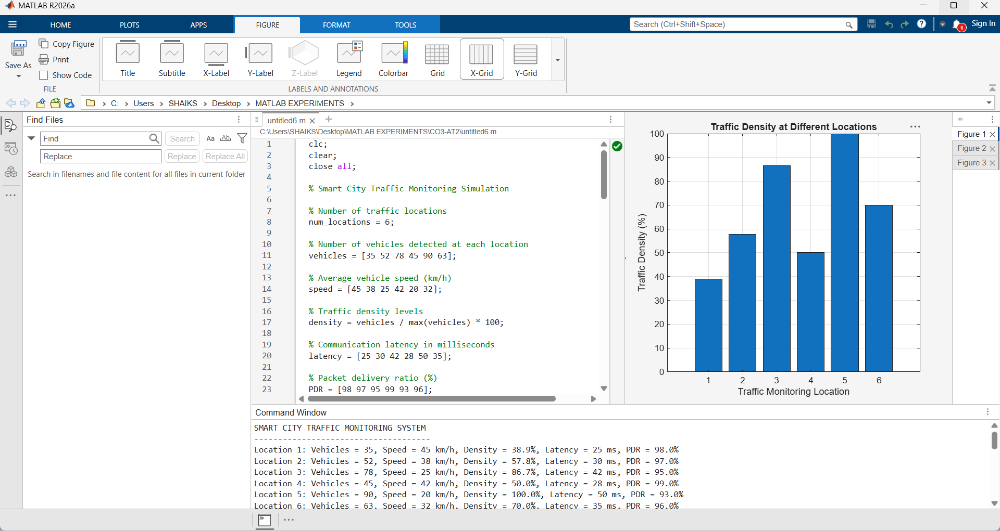 MATLAB R2026a
HOME PLOTS APPS FIGURE FORMAT TOOLS Search (Ctrl+Shift+Space) ? 1 Sign In
Save As
Copy Figure
Print
Show Code
FILE
Title Subtitle X-Label Y-Label Z-Label Legend Colorbar Grid X-Grid Y-Grid
LABELS AND ANNOTATIONS
C: Users SHAIKS Desktop MATLAB EXPERIMENTS
Find Files
Find Search Aa Ab,
Replace Replace Replace All
Search in filenames and file content for all files in current folder
untitled6.m
C:\Users\SHAIKS\Desktop\MATLAB EXPERIMENTS\CO3-AT2\untitled6.m
1 clc;
2 clear;
3 close all;
4
5 % Smart City Traffic Monitoring Simulation
6
7 % Number of traffic locations
8 num_locations = 6;
9
10 % Number of vehicles detected at each location
11 vehicles = [35 52 78 45 90 63];
12
13 % Average vehicle speed (km/h)
14 speed = [45 38 25 42 20 32];
15
16 % Traffic density levels
17 density = vehicles / max(vehicles) * 100;
18
19 % Communication latency in milliseconds
20 latency = [25 30 42 28 50 35];
21
22 % Packet delivery ratio (%)
23 PDR = [98 97 95 99 93 96];
Traffic Density at Different Locations
Traffic Density (%)
100
90
80
70
60
50
40
30
20
10
0
1 2 3 4 5 6
Traffic Monitoring Location
Figure 1
Figure 2
Figure 3
Command Window
SMART CITY TRAFFIC MONITORING SYSTEM
-------------------------------------
Location 1: Vehicles = 35, Speed = 45 km/h, Density = 38.9%, Latency = 25 ms, PDR = 98.0%
Location 2: Vehicles = 52, Speed = 38 km/h, Density = 57.8%, Latency = 30 ms, PDR = 97.0%
Location 3: Vehicles = 78, Speed = 25 km/h, Density = 86.7%, Latency = 42 ms, PDR = 95.0%
Location 4: Vehicles = 45, Speed = 42 km/h, Density = 50.0%, Latency = 28 ms, PDR = 99.0%
Location 5: Vehicles = 90, Speed = 20 km/h, Density = 100.0%, Latency = 50 ms, PDR = 93.0%
Location 6: Vehicles = 63, Speed = 32 km/h, Density = 70.0%, Latency = 35 ms, PDR = 96.0%